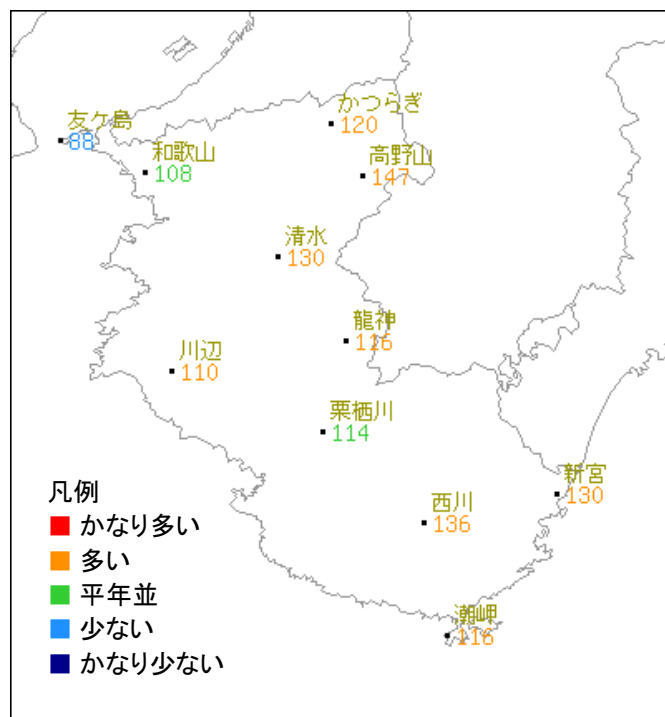 かつらぎ
120
友ケ島
88
和歌山
108
高野山
147
清水
130
龍神
116
川辺
110
栗栖川
114
新宮
130
西川
136
潮岬
116
凡例
かなり多い
多い
平年並
少ない
かなり少ない